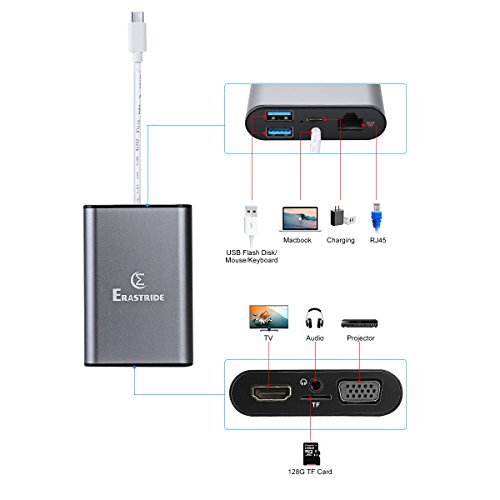 USB Flash Disk/
Mouse/Keyboard
Macbook
Charging
RJ45
ERASTRIDE
TV
Audio
Projector
TF
128G TF Card